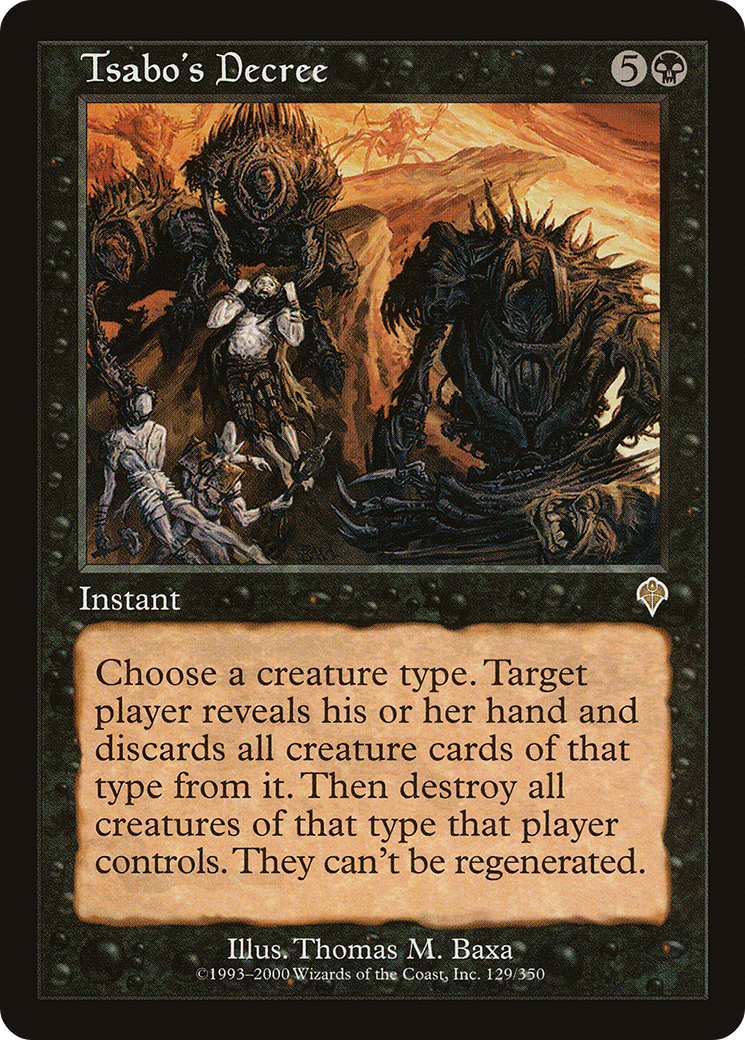 Tsabo's Decree 5
Instant
Choose a creature type. Target
player reveals his or her hand and
discards all creature cards of that
type from it. Then destroy all
creatures of that type that player
controls. They can't be regenerated.
Illus. Thomas M. Baxa
©1993–2000 Wizards of the Coast, Inc. 129/350